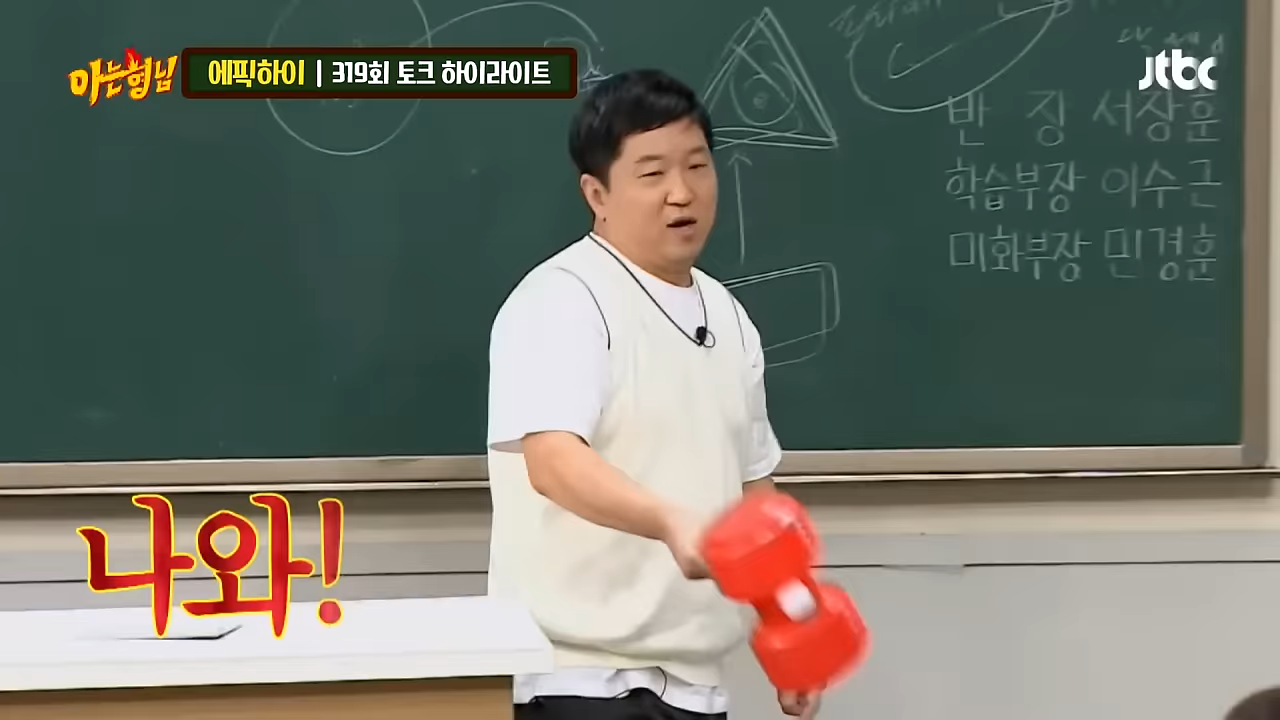 아는형님
에픽하이 | 319회 토크 하이라이트
jtbc
반 장 서장훈
학습부장 이수근
미화부장 민경훈
나와!